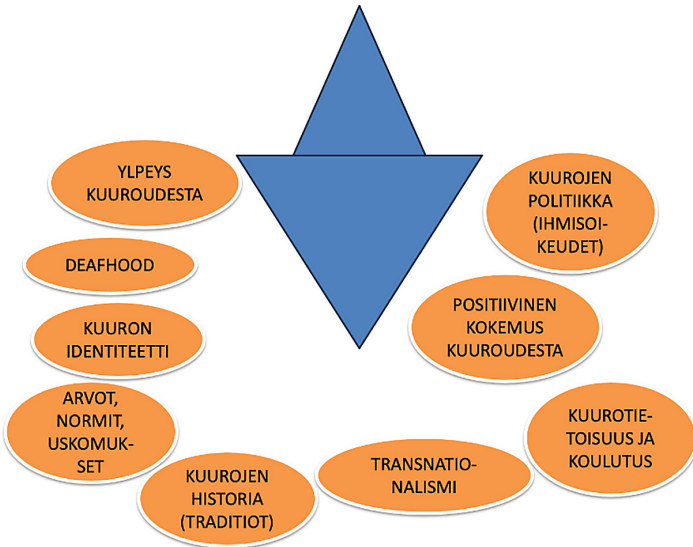 YLPEYS
KUUROUDESTA
DEAFHOOD
KUURON
IDENTITEETTI
ARVOT,
NORMIT,
USKOMUK-
SET
KUUROJEN
HISTORIA
(TRADITIOT)
TRANSNATIO-
NALISMI
KUUROTIE-
TOISUUS JA
KOULUTUS
POSITIIVINEN
KOKEMUS
KUUROUDESTA
KUUROJEN
POLITIIKKA
(IHMISOI-
KEUDET)